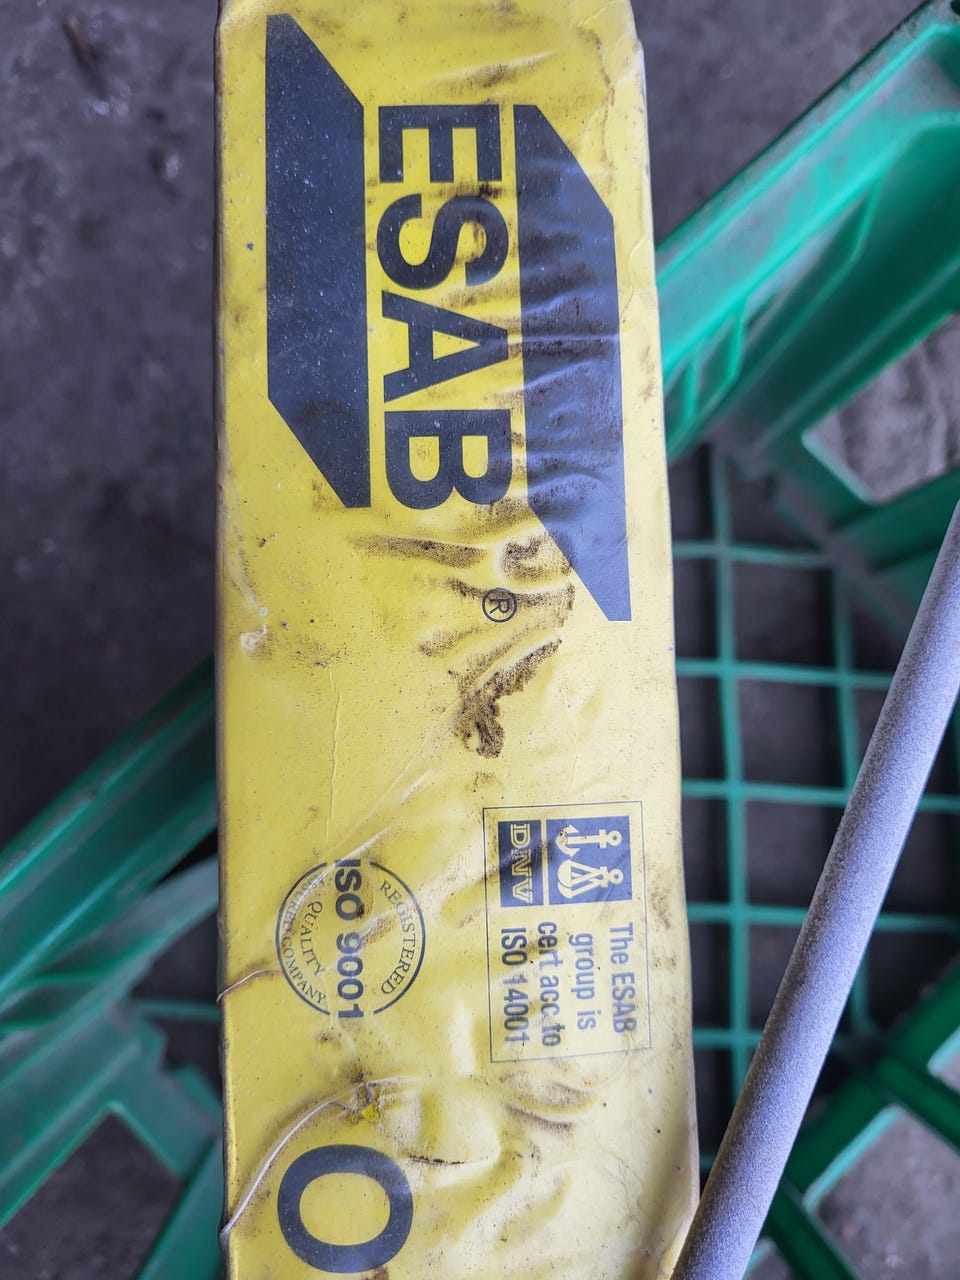 ESAB®
DNV
The ESAB
group is
cert acc to
ISO 14001
REGISTERED
ISO 9001
QUALITY
COMPANY
O